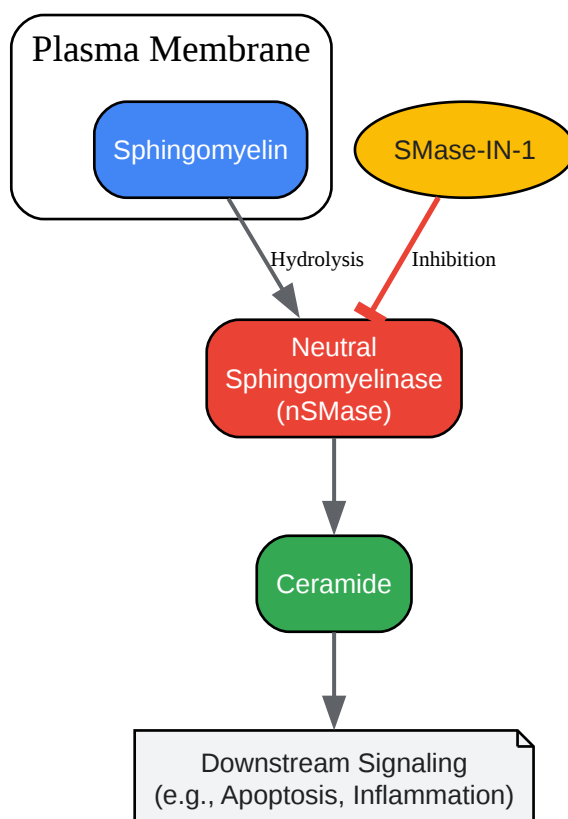 Plasma Membrane
Sphingomyelin
SMase-IN-1
Hydrolysis
Inhibition
Neutral
Sphingomyelinase
(nSMase)
Ceramide
Downstream Signaling
(e.g., Apoptosis, Inflammation)